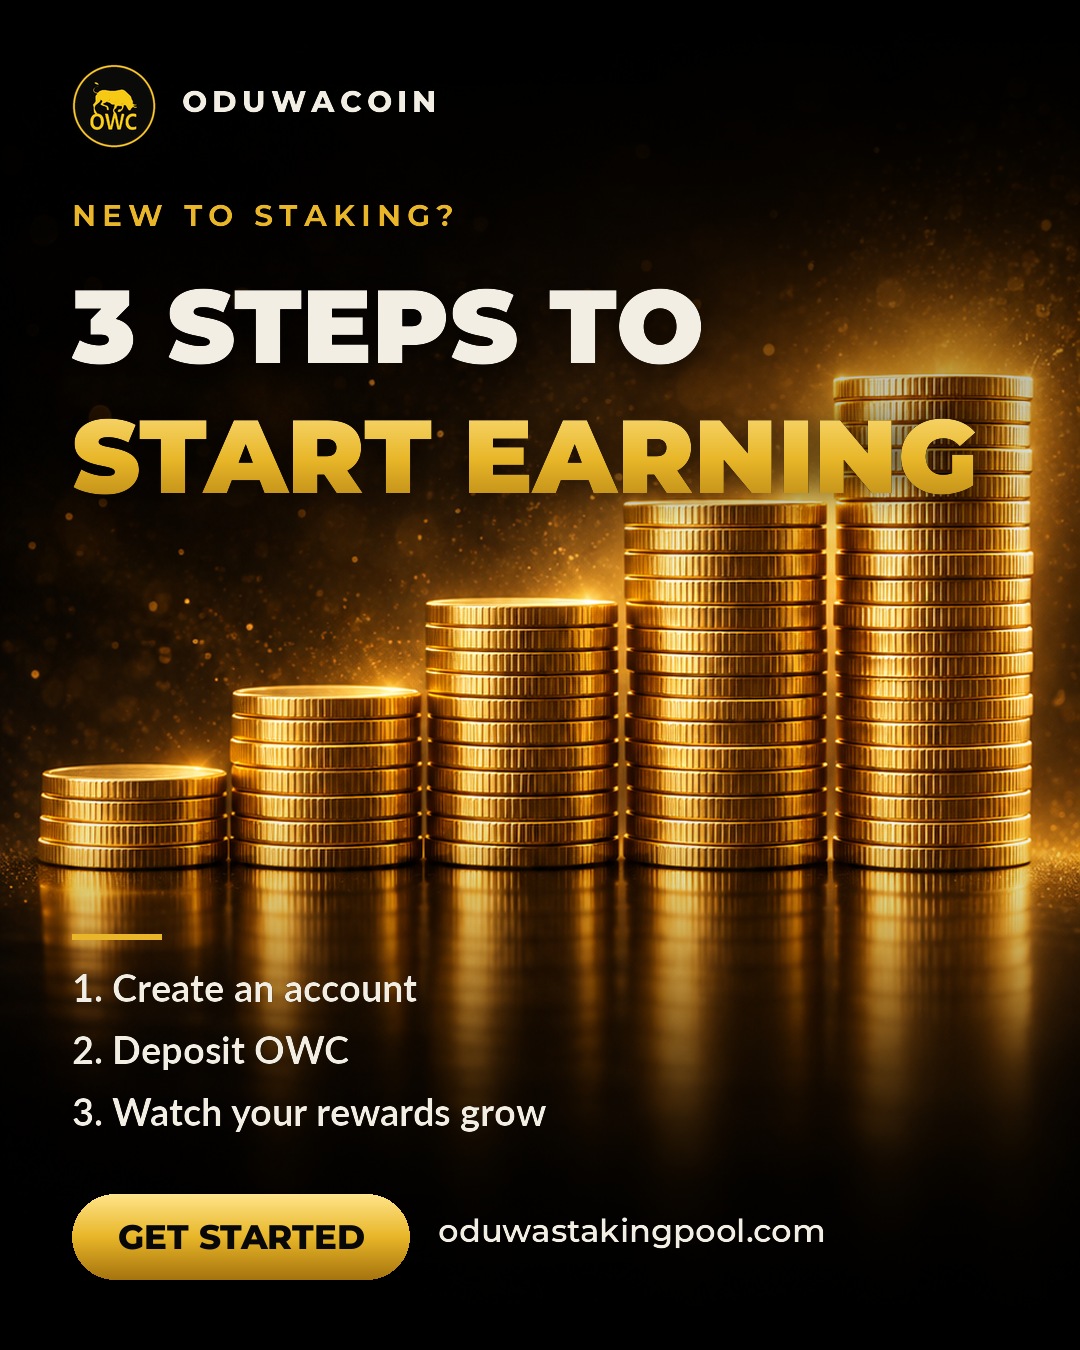 OWC
ODUWACOIN
NEW TO STAKING?
3 STEPS TO
START EARNING
1. Create an account
2. Deposit OWC
3. Watch your rewards grow
GET STARTED
oduwastakingpool.com